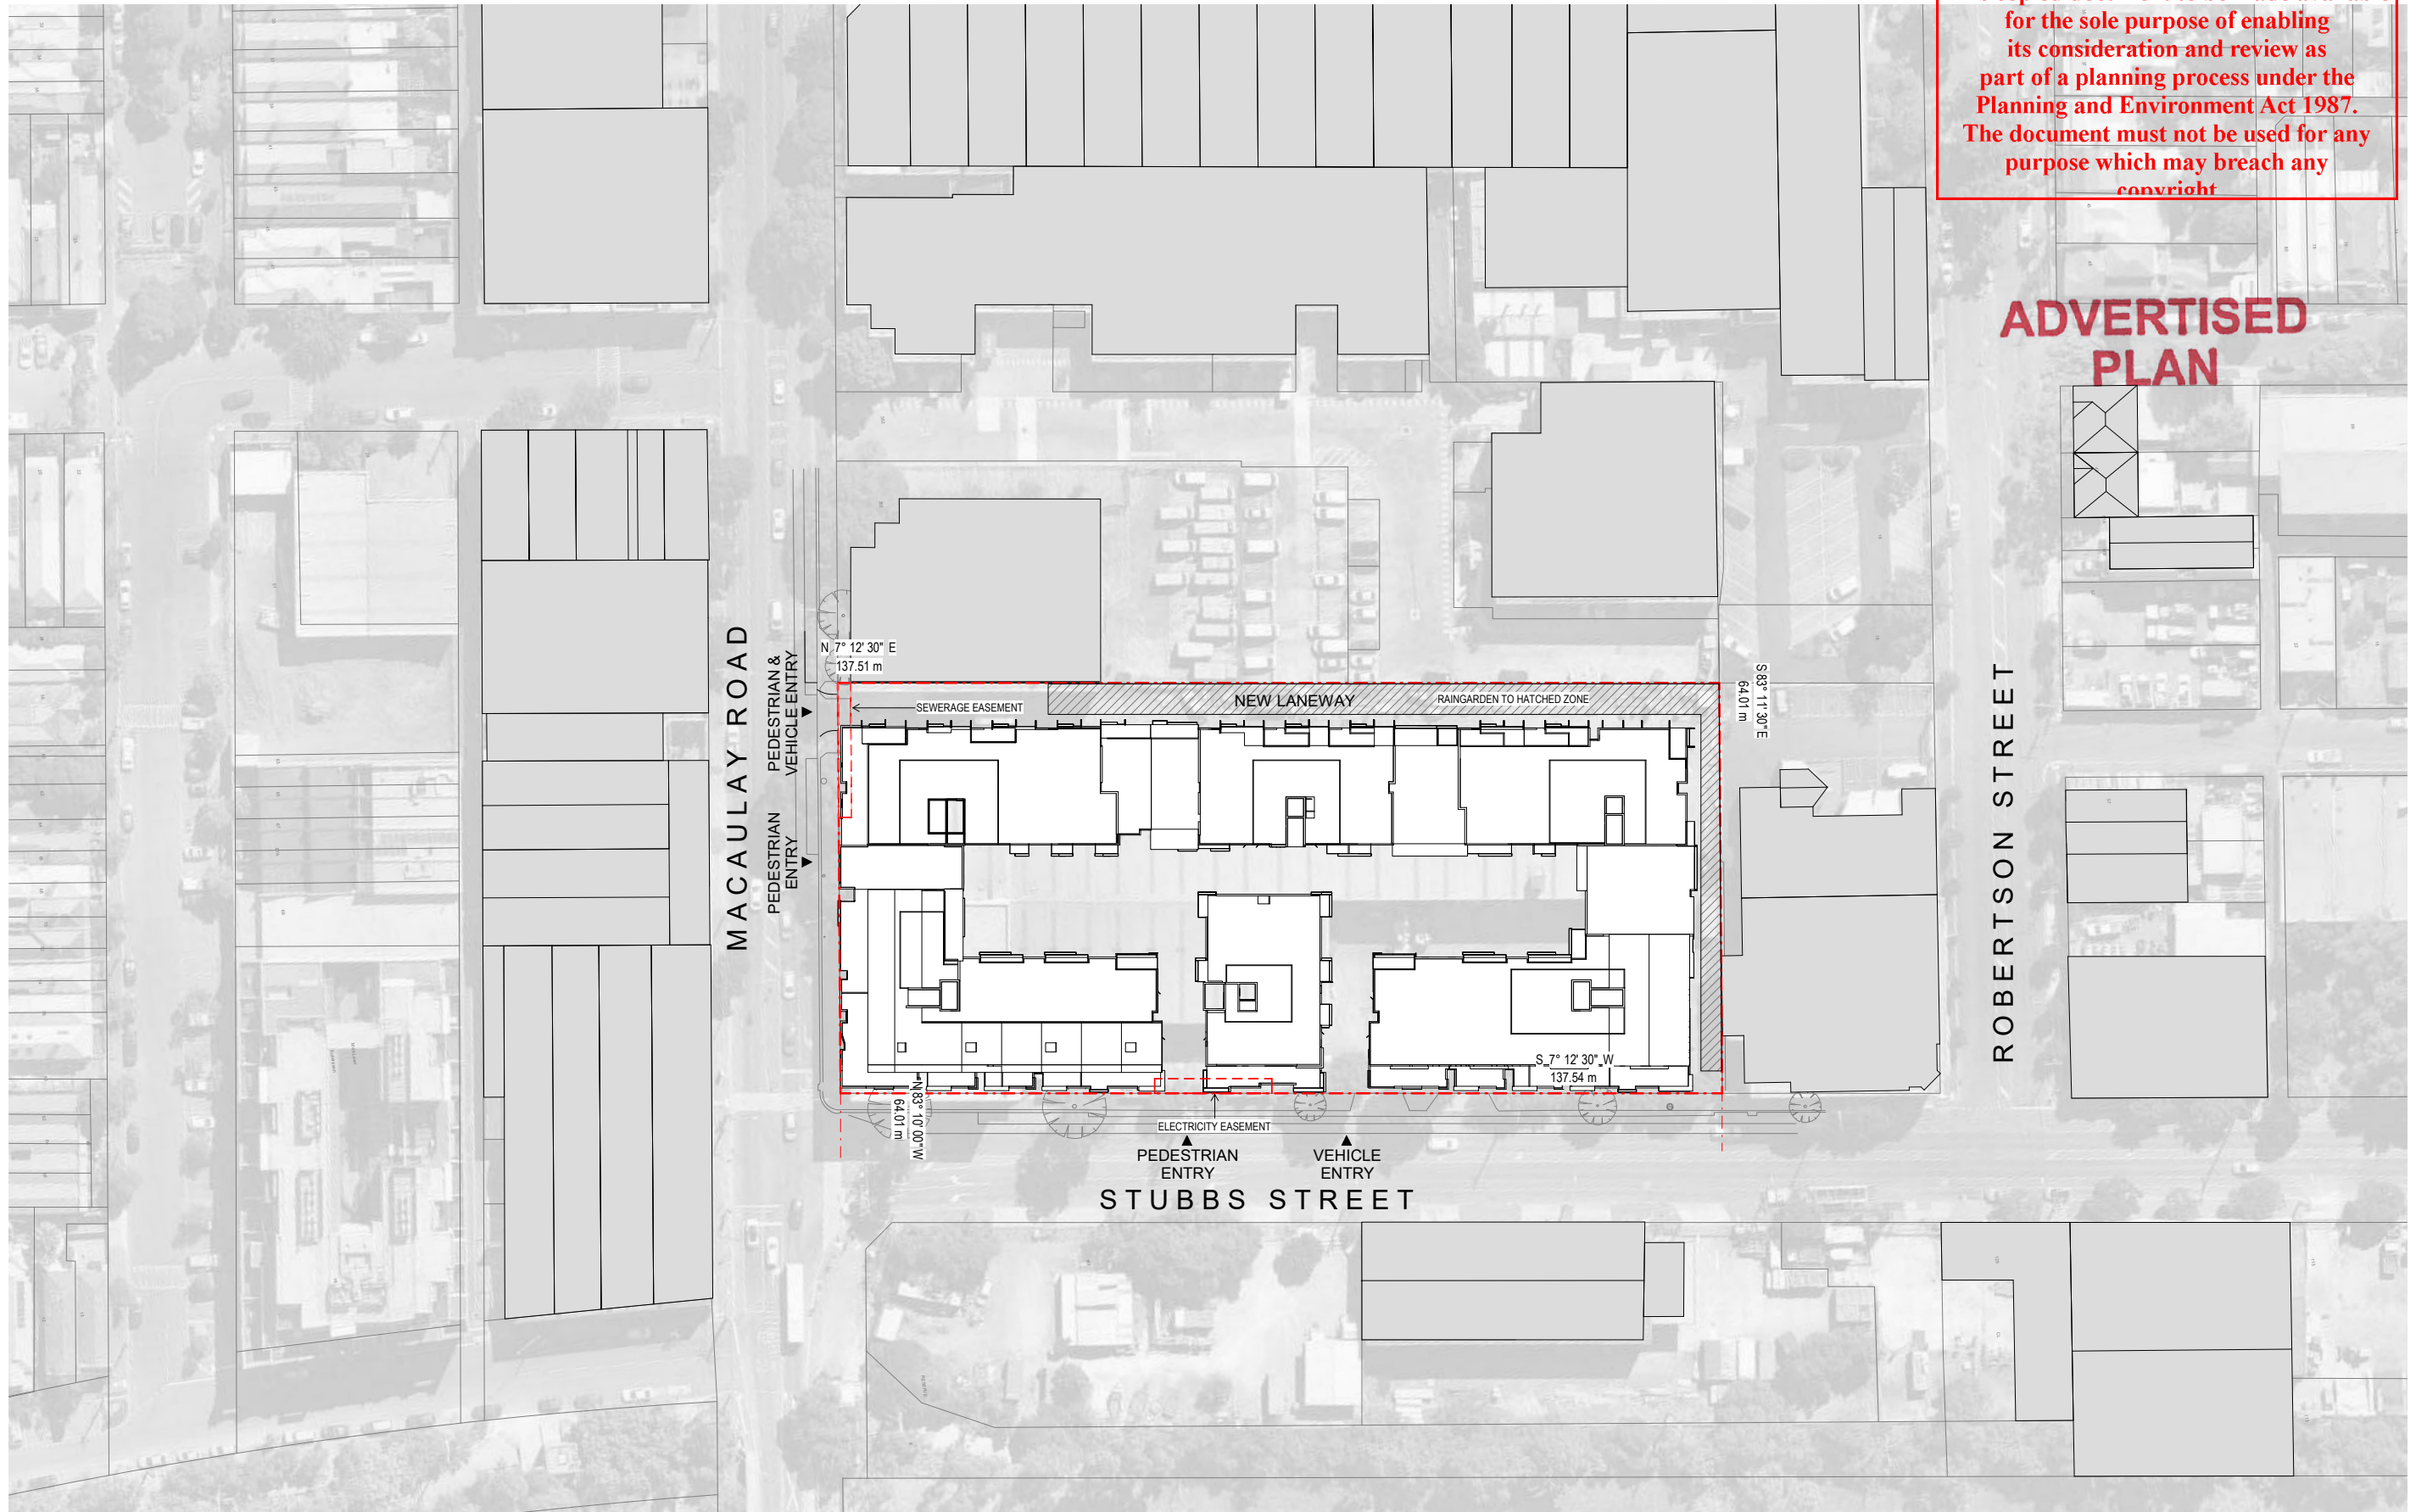 for the sole purpose of enabling
its consideration and review as
part of a planning process under the
Planning and Environment Act 1987.
The document must not be used for any
purpose which may breach any
copyright
ADVERTISED
PLAN
MACAULAY ROAD
PEDESTRIAN &
VEHICLE ENTRY
PEDESTRIAN
ENTRY
N 7° 12' 30" E
137.51 m
SEWERAGE EASEMENT
NEW LANEWAY
RAINGARDEN TO HATCHED ZONE
S83° 11'30"E
64.01 m
ROBERTSON STREET
S 7° 12' 30" W
137.54 m
N83° 10' 00"W
64.01 m
ELECTRICITY EASEMENT
PEDESTRIAN
ENTRY
VEHICLE
ENTRY
STUBBS STREET